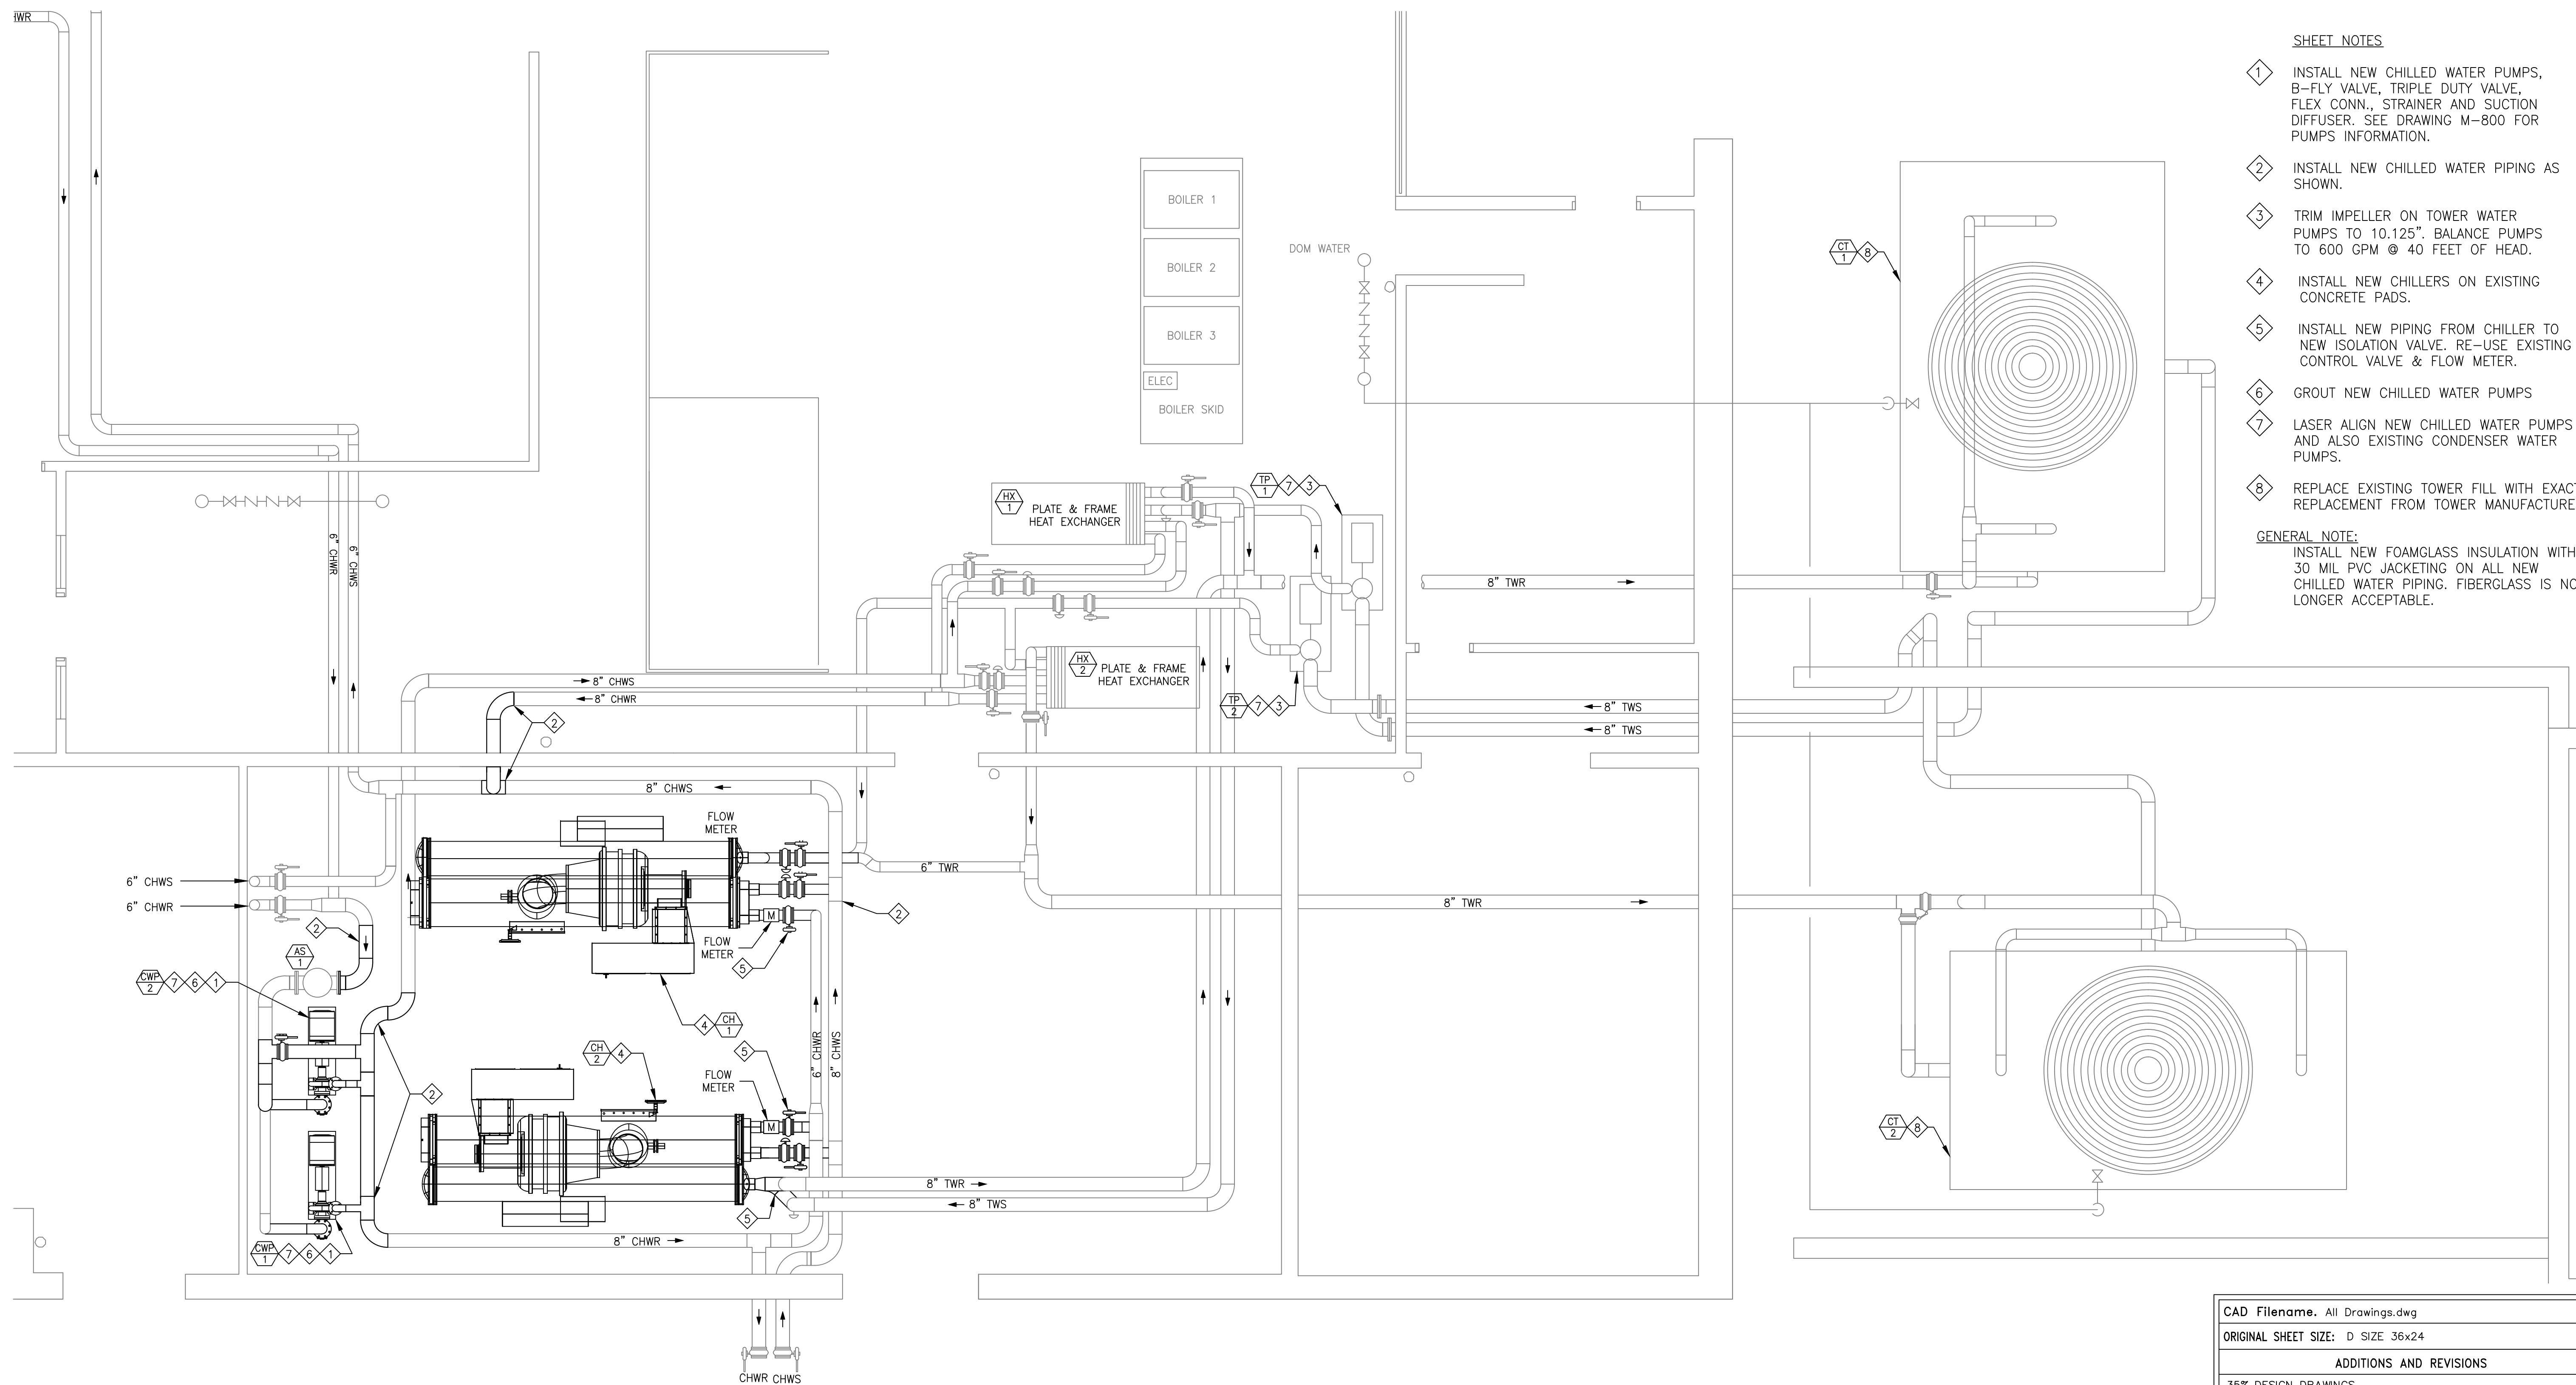 HWR
SHEET NOTES
1
INSTALL NEW CHILLED WATER PUMPS,
B-FLY VALVE, TRIPLE DUTY VALVE,
FLEX CONN., STRAINER AND SUCTION
DIFFUSER. SEE DRAWING M-800 FOR
PUMPS INFORMATION.
2
INSTALL NEW CHILLED WATER PIPING AS
SHOWN.
3
TRIM IMPELLER ON TOWER WATER
PUMPS TO 10.125". BALANCE PUMPS
TO 600 GPM @ 40 FEET OF HEAD.
4
INSTALL NEW CHILLERS ON EXISTING
CONCRETE PADS.
5
INSTALL NEW PIPING FROM CHILLER TO
NEW ISOLATION VALVE. RE-USE EXISTING
CONTROL VALVE & FLOW METER.
6
GROUT NEW CHILLED WATER PUMPS
7
LASER ALIGN NEW CHILLED WATER PUMPS
AND ALSO EXISTING CONDENSER WATER
PUMPS.
8
REPLACE EXISTING TOWER FILL WITH EXACT
REPLACEMENT FROM TOWER MANUFACTURE
GENERAL NOTE:
INSTALL NEW FOAMGLASS INSULATION WITH
30 MIL PVC JACKETING ON ALL NEW
CHILLED WATER PIPING. FIBERGLASS IS NO
LONGER ACCEPTABLE.
BOILER 1
BOILER 2
BOILER 3
ELEC
BOILER SKID
DOM WATER
CT 1 8
HX 1
PLATE & FRAME
HEAT EXCHANGER
TP 1 7 3
6" CHWR
6" CHWS
8" TWR
HX 2
PLATE & FRAME
HEAT EXCHANGER
TP 2 7 3
8" CHWS
8" CHWR
2
8" TWS
8" TWS
8" CHWS
FLOW
METER
6" TWR
6" CHWS
6" CHWR
8" TWR
M
2
2
FLOW
METER
5
AS 1
CWP 2 7 6 1
4 CH 1
CH 2 4
5
6" CHWR
8" CHWS
FLOW
METER
2
M
CT 2 8
8" TWR
8" TWS
5
8" CHWR
CWP 1 7 6 1
CHWR CHWS
CAD Filename. All Drawings.dwg
ORIGINAL SHEET SIZE: D SIZE 36x24
ADDITIONS AND REVISIONS
35% DESIGN DRAWINGS